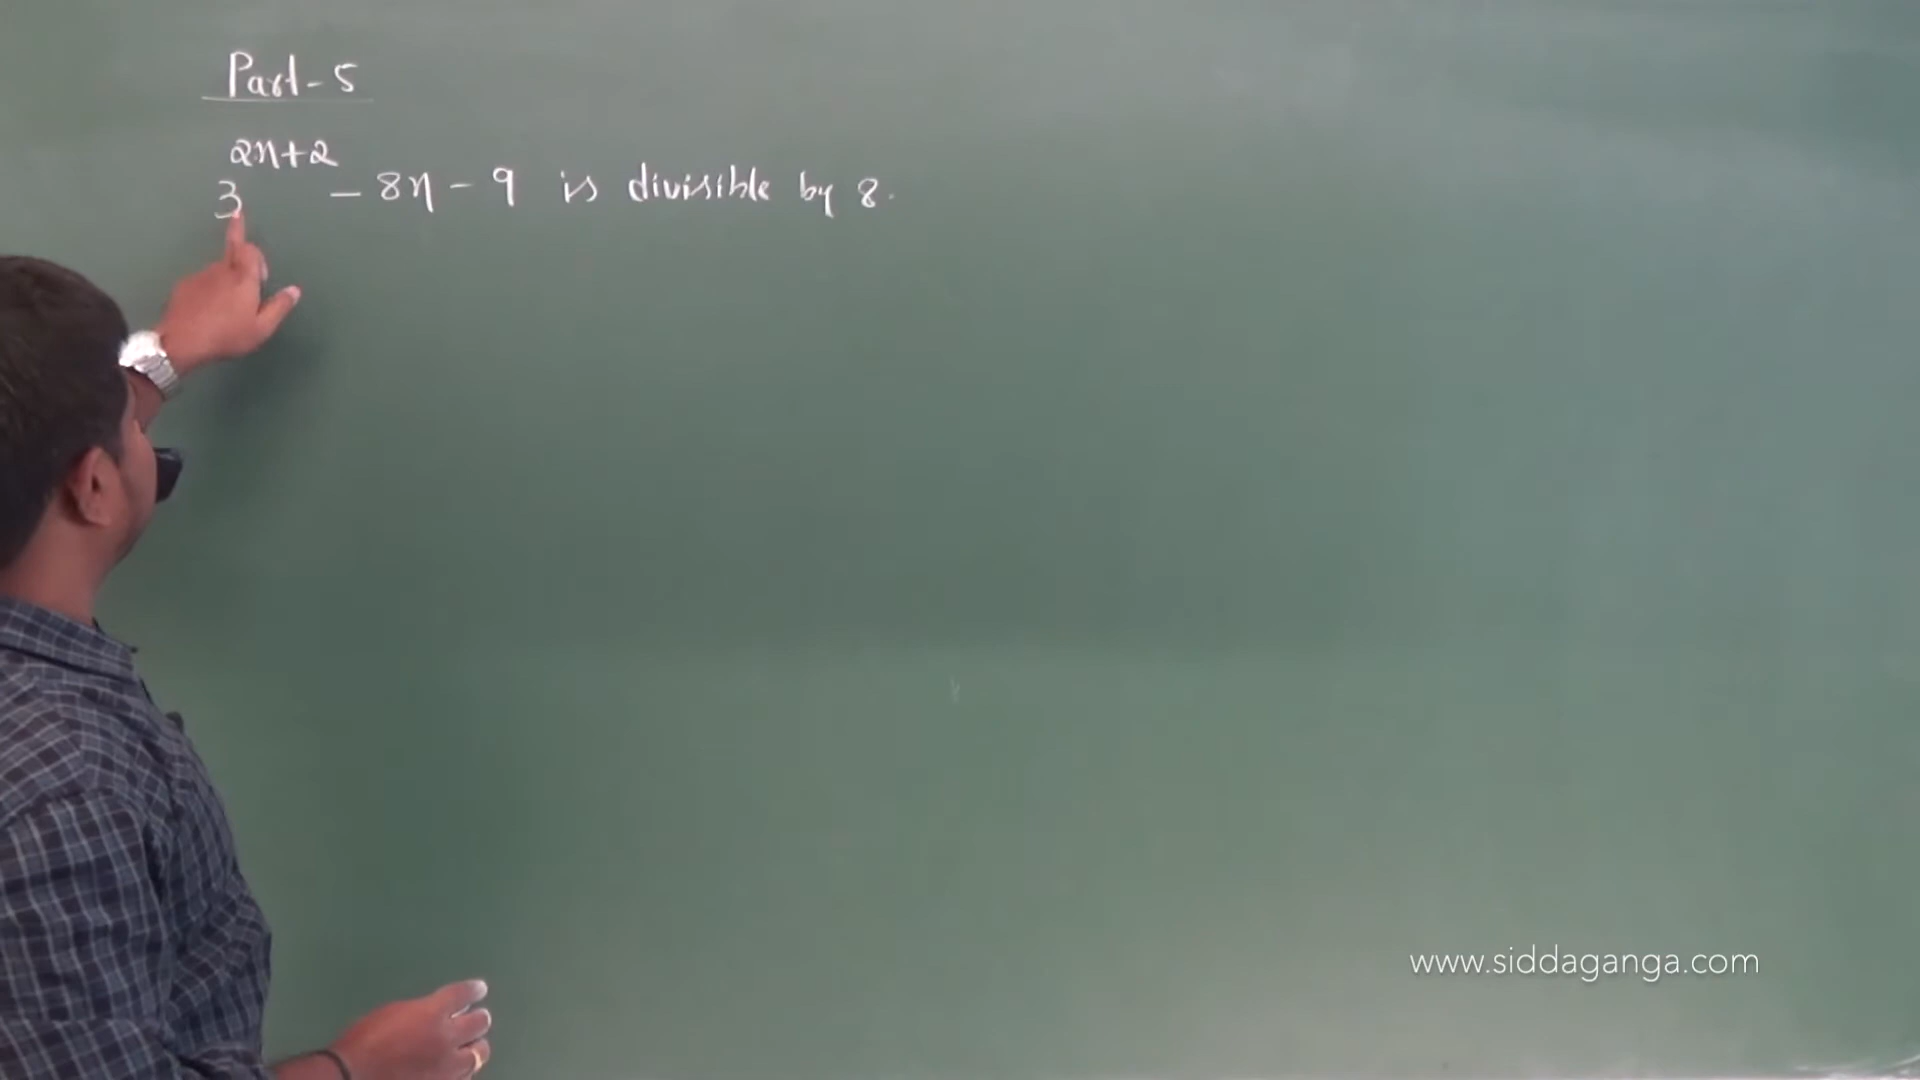 Part-5
3^{2n+2} - 8n - 9 is divisible by 8.
www.siddaganga.com